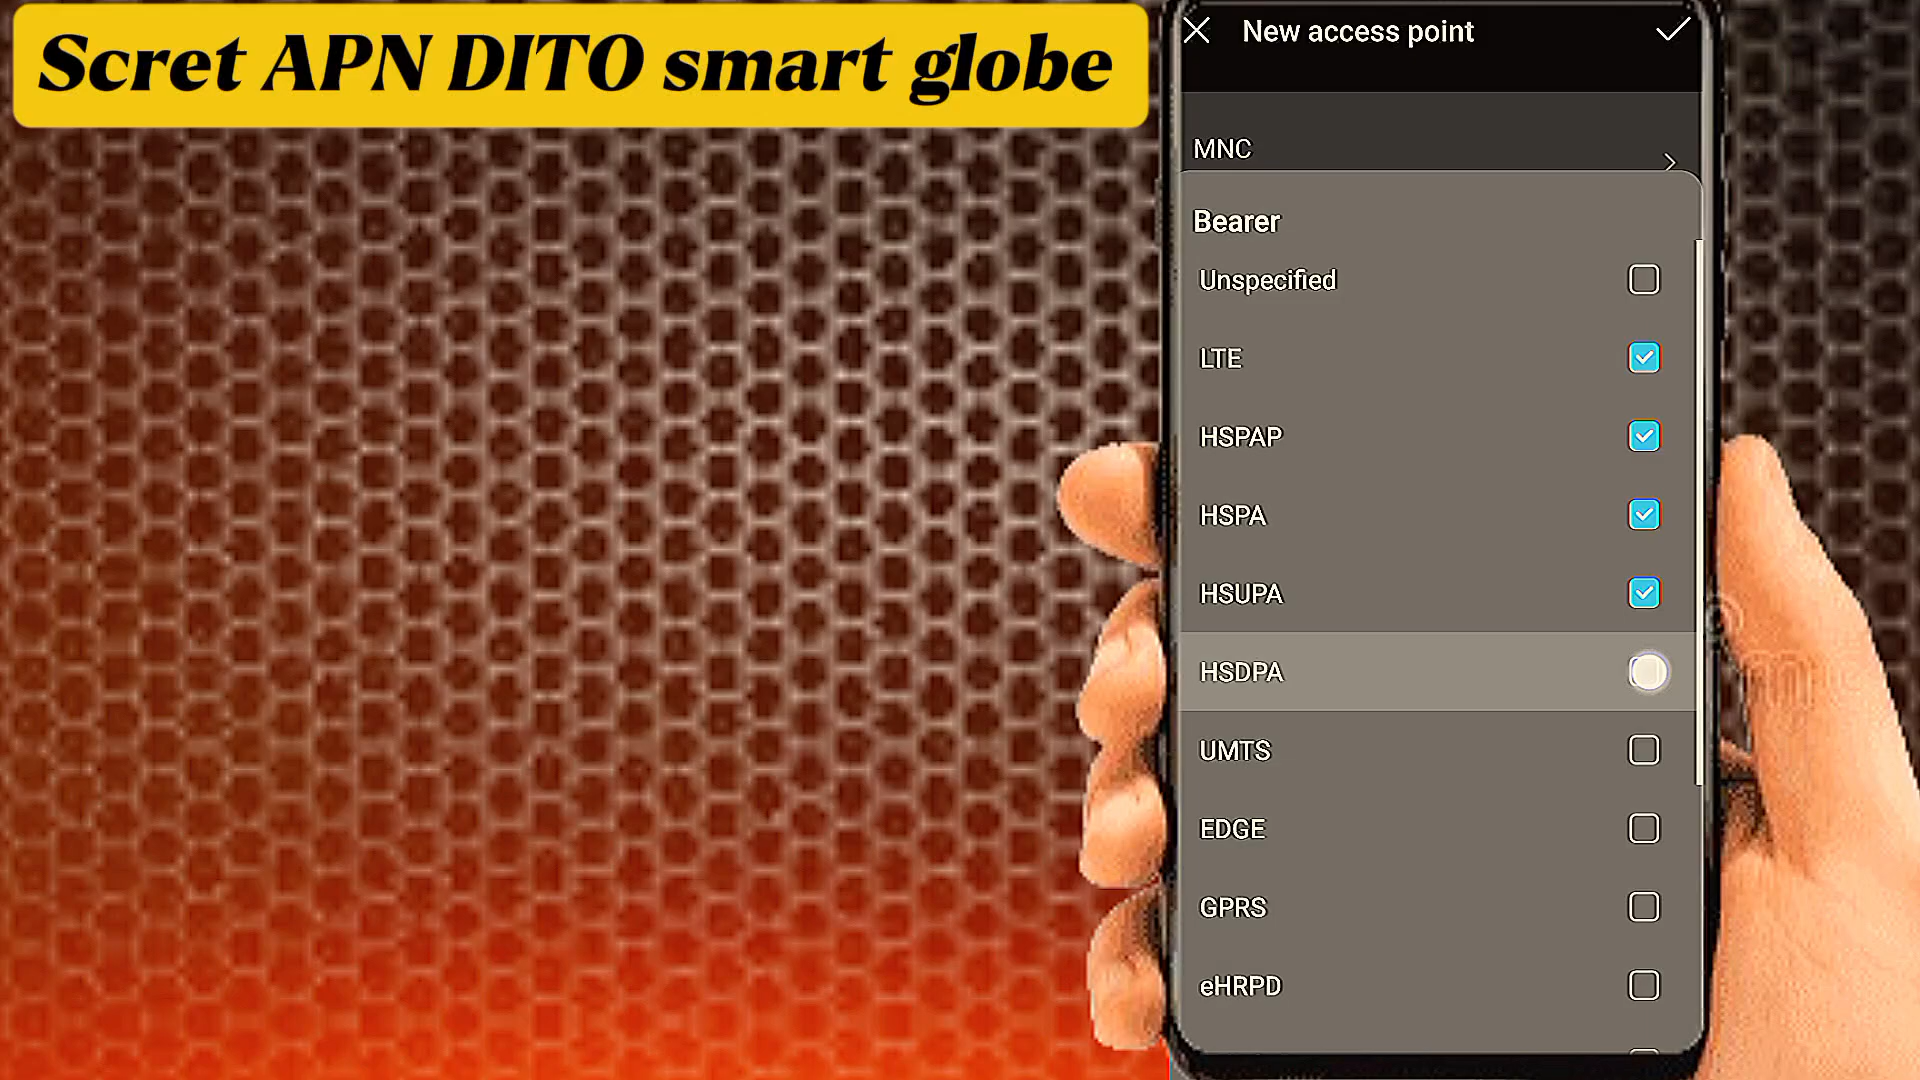 Scret APN DITO smart globe
New access point
MNC
Bearer
Unspecified
LTE
HSPAP
HSPA
HSUPA
HSDPA
UMTS
EDGE
GPRS
eHRPD